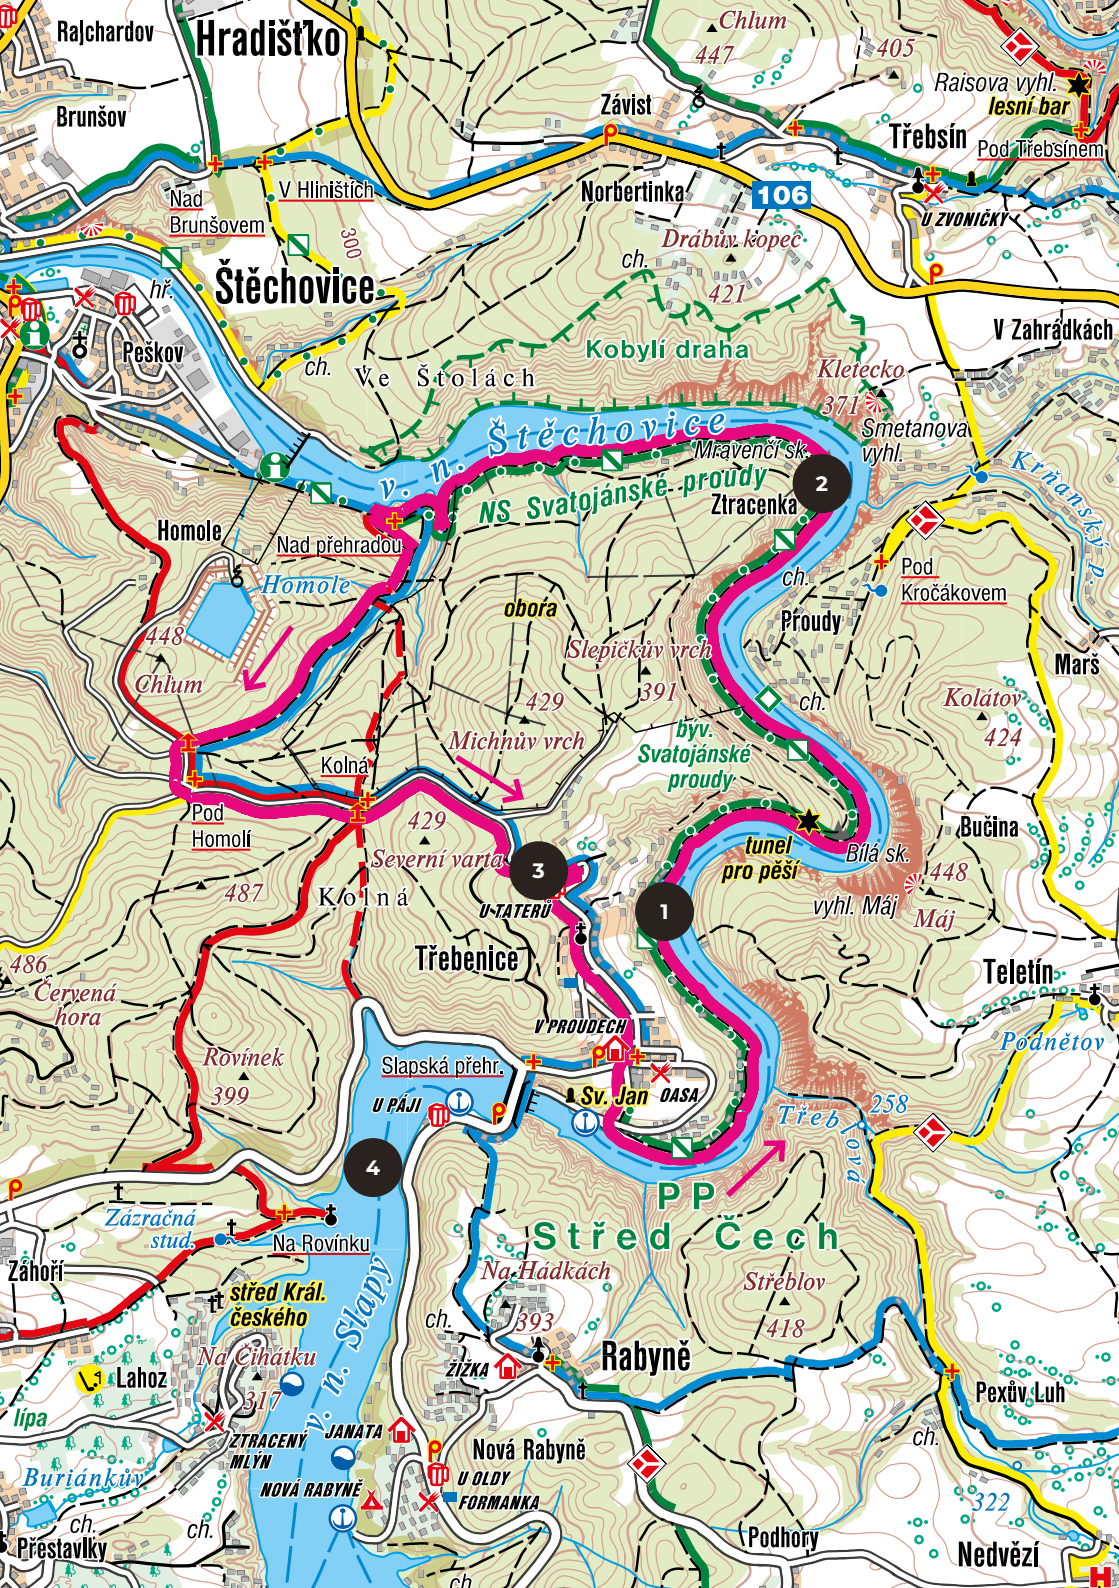 Rajchardov
Hradišťko
Chlum
447
405
Raisova vyhl.
lesní bar
Brunšov
Závist
Třebsín
Pod Třebsínem
Nad
Brunšovem
V Hliništích
Norbertinka
106
U ZVONIČKY
300
Drábův kopec
ch.
421
hř.
Štěchovice
V Zahrádkách
Peškov
ch.
Ve Štolách
Kobylí draha
Kletecko
371
Smetanova
vyhl.
v. n. Štěchovice
Mravenčí sk.
Krňanský p.
NS Svatojánské proudy
Ztracenka
2
Homole
Nad přehradou
Homole
ch.
Pod
Kročákovem
obora
Proudy
448
Chlum
Slepičkův vrch
391
Marš
429
Michnův vrch
ch.
Kolátov
424
býv.
Svatojánské
proudy
Kolná
Pod
Homolí
429
Severní varta
Bučina
tunel
pro pěší
Bílá sk.
448
Máj
vyhl. Máj
3
487
Kolná
U TATERŮ
1
Třebenice
486
Červená
hora
Teletín
Podnětov
V PROUDECH
Rovínek
399
Slapská přehr.
U PÁJI
Sv. Jan
OASA
Třeblová
258
4
PP
Střed Čech
Zázračná
stud.
Na Rovínku
Záhoří
střed Král.
českého
Na Hádkách
393
ch.
Střeblov
418
v. n. Slapy
Na Čihátku
317
Lahoz
lípa
ŽIŽKA
Rabyně
Pexův Luh
ZTRACENÝ
MLÝN
JANATA
Nová Rabyně
ch.
Buriánkův
NOVÁ RABYNĚ
U OLDY
FORMANKA
322
ch.
Přestavlky
ch.
Podhory
Nedvězí
ch.
H